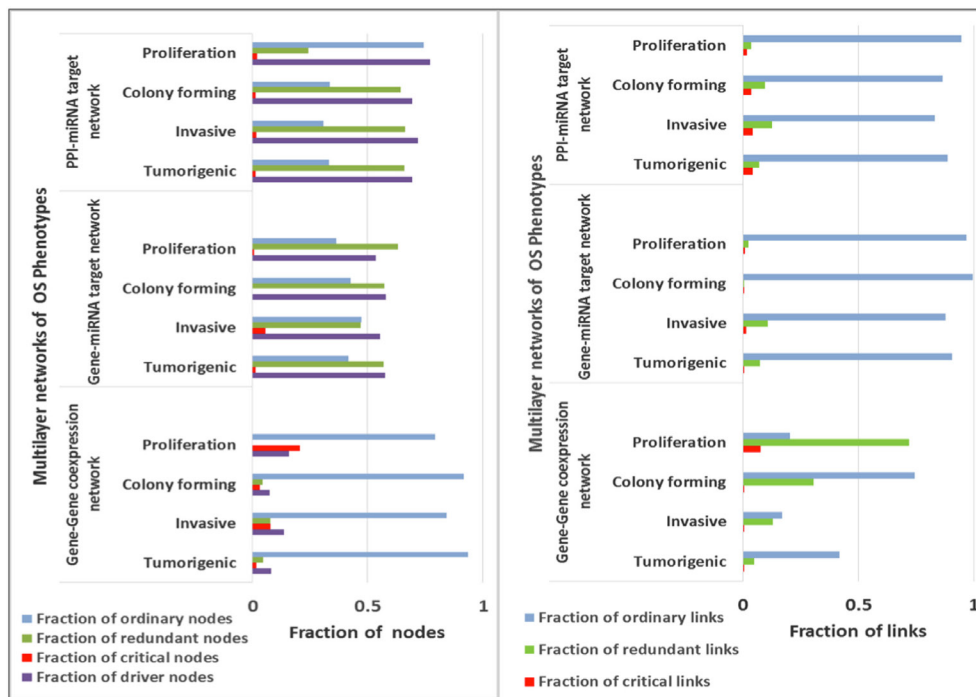 Multilayer networks of OS Phenotypes
PPI-miRNA target
network
Proliferation
Colony forming
Invasive
Tumorigenic
Gene-miRNA target network
Proliferation
Colony forming
Invasive
Tumorigenic
Gene-Gene coexpression
network
Proliferation
Colony forming
Invasive
Tumorigenic
0
0.5
1
Fraction of nodes
Fraction of ordinary nodes
Fraction of redundant nodes
Fraction of critical nodes
Fraction of driver nodes
Multilayer networks of OS Phenotypes
PPI-miRNA target
network
Proliferation
Colony forming
Invasive
Tumorigenic
Gene-miRNA target network
Proliferation
Colony forming
Invasive
Tumorigenic
Gene-Gene coexpression
network
Proliferation
Colony forming
Invasive
Tumorigenic
0
0.5
1
Fraction of links
Fraction of ordinary links
Fraction of redundant links
Fraction of critical links